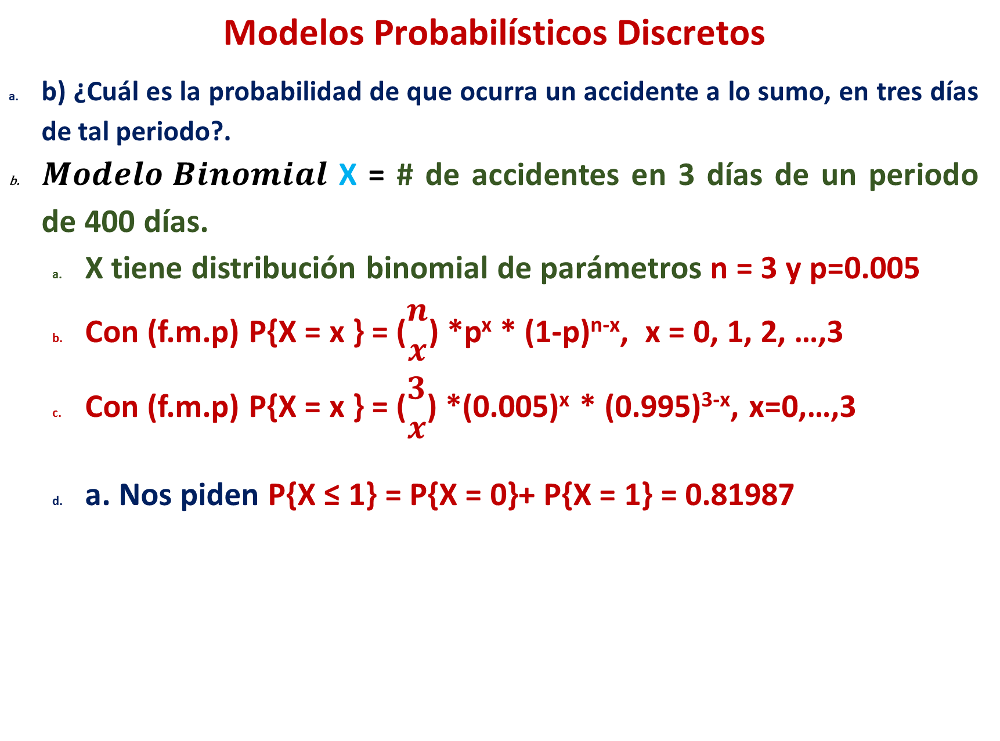 Modelos Probabilísticos Discretos
a. b) ¿Cuál es la probabilidad de que ocurra un accidente a lo sumo, en tres días
de tal periodo?.
b. Modelo Binomial X = # de accidentes en 3 días de un periodo
de 400 días.
a. X tiene distribución binomial de parámetros n = 3 y p=0.005
b. Con (f.m.p) P{X = x } = (n x) *pˣ * (1-p)ⁿ⁻ˣ, x = 0, 1, 2, ...,3
c. Con (f.m.p) P{X = x } = (3 x) *(0.005)ˣ * (0.995)³⁻ˣ, x=0,...,3
d. a. Nos piden P{X ≤ 1} = P{X = 0}+ P{X = 1} = 0.81987